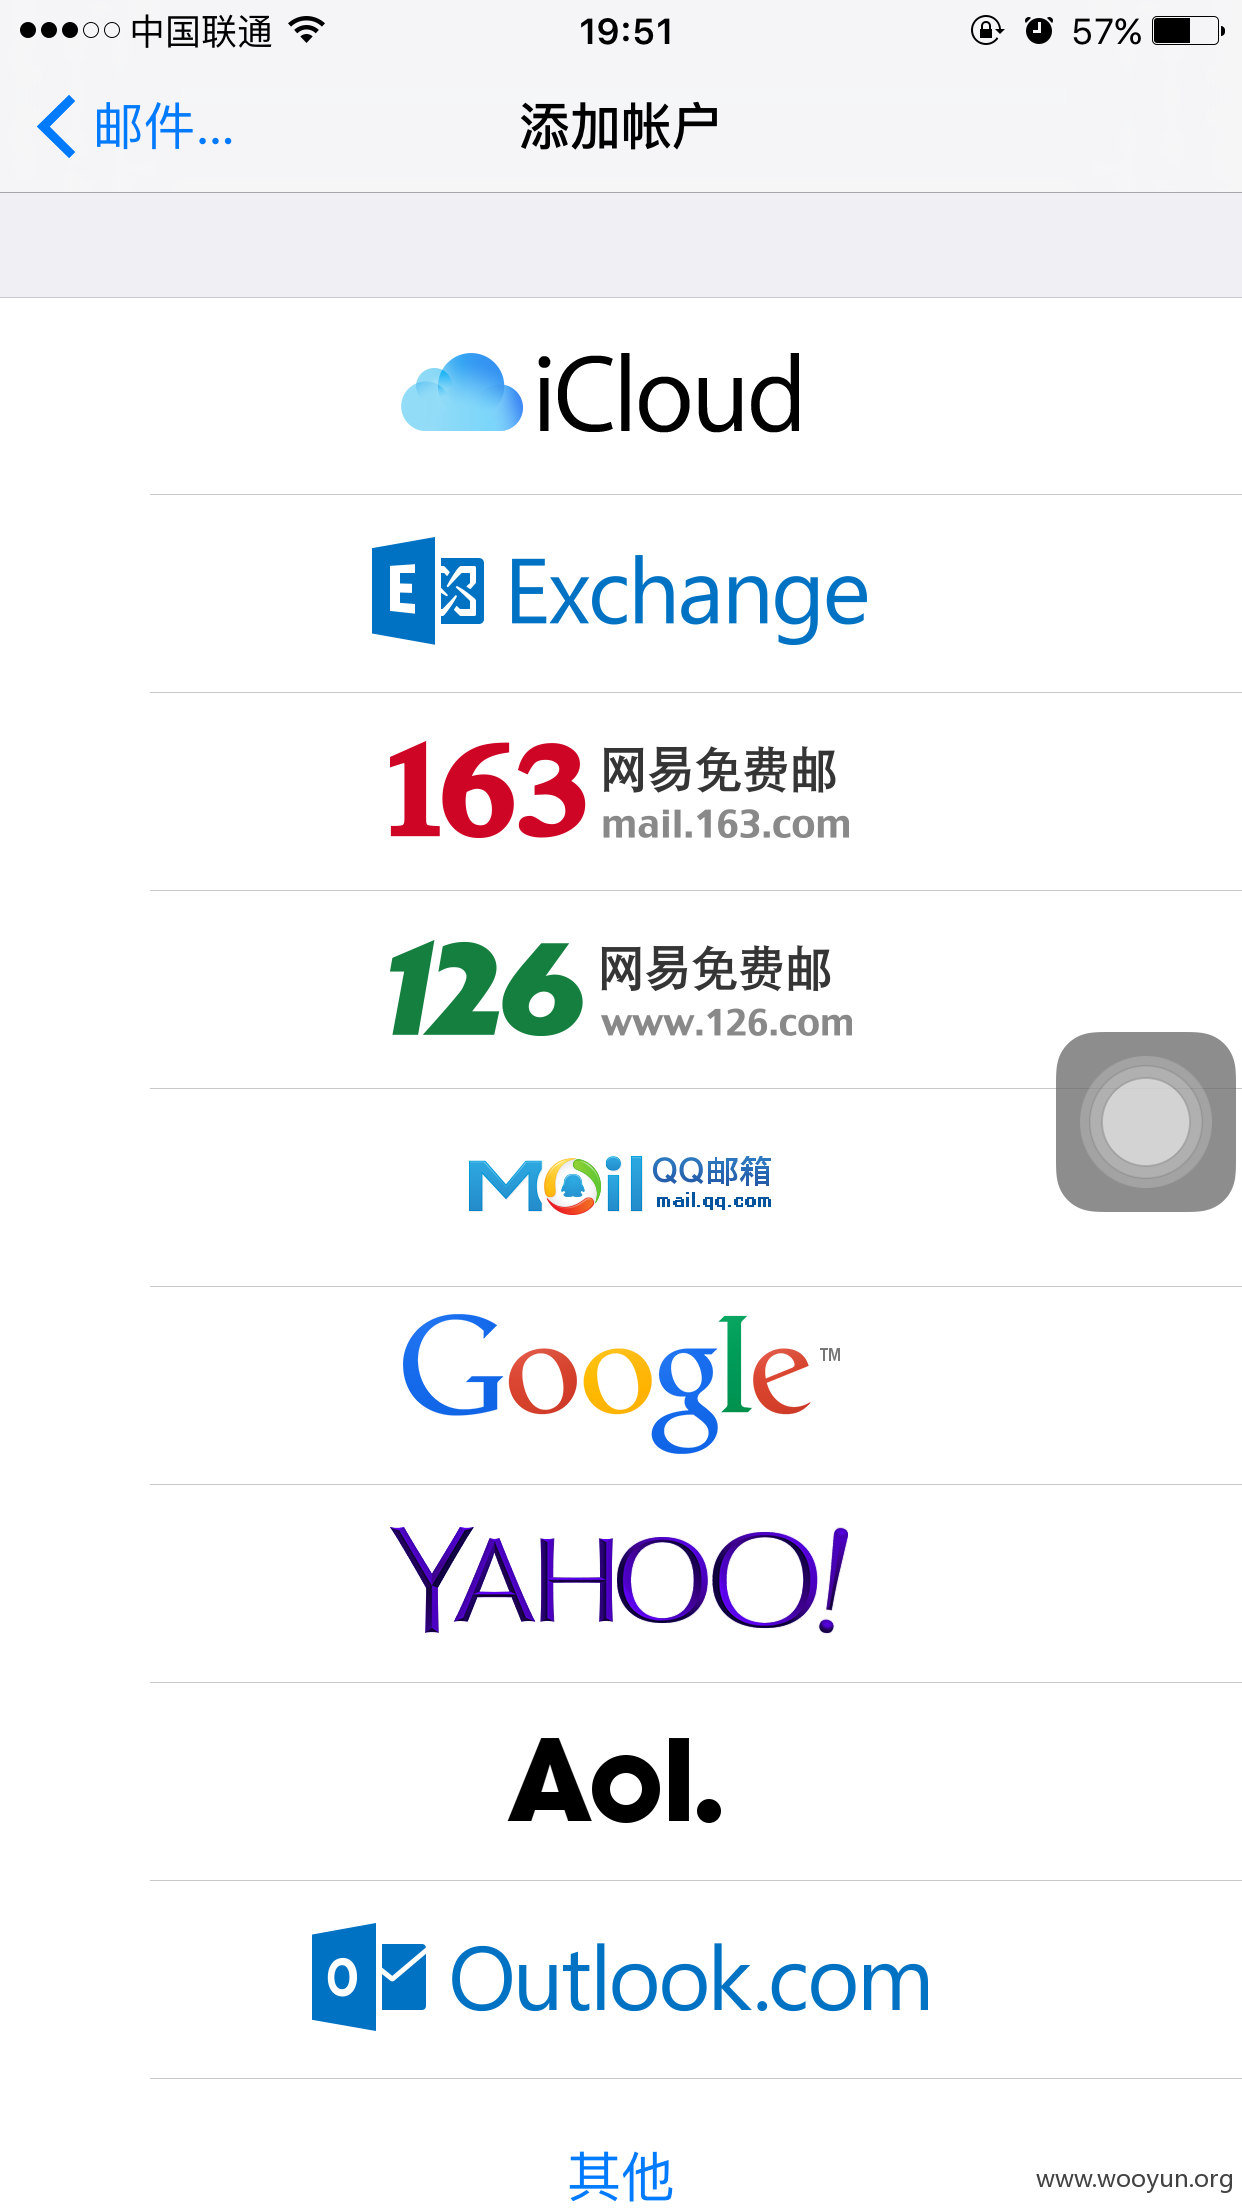 中国联通 19:51 57%
邮件... 添加帐户
iCloud
E Exchange
163 网易免费邮
mail.163.com
126 网易免费邮
www.126.com
Mail QQ邮箱
mail.qq.com
Google™
YAHOO!
Aol.
O Outlook.com
其他
www.wooyun.org